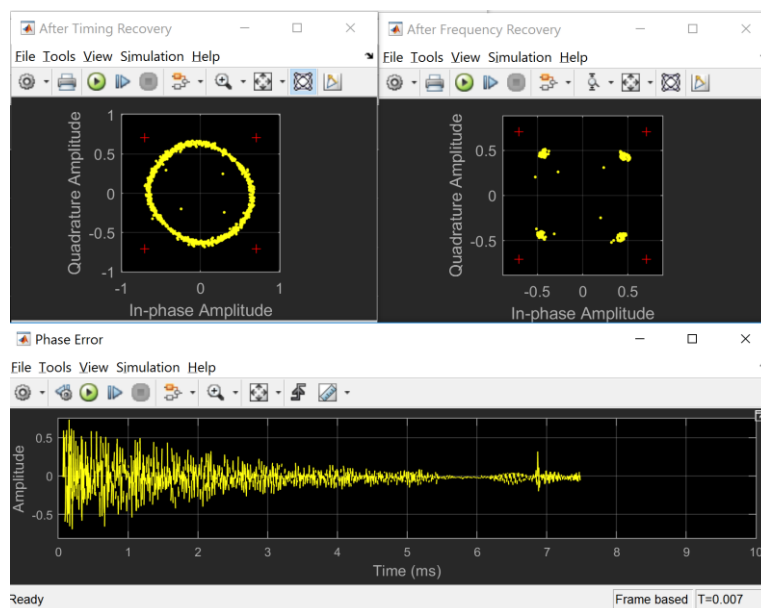 After Timing Recovery
File Tools View Simulation Help
1
0.5
0
-0.5
-1
-1
0
1
Quadrature Amplitude
In-phase Amplitude
After Frequency Recovery
File Tools View Simulation Help
0.5
0
-0.5
-0.5
0
0.5
Quadrature Amplitude
In-phase Amplitude
Phase Error
File Tools View Simulation Help
0.5
0
-0.5
Amplitude
0 1 2 3 4 5 6 7 8 9 10
Time (ms)
Ready
Frame based T=0.007